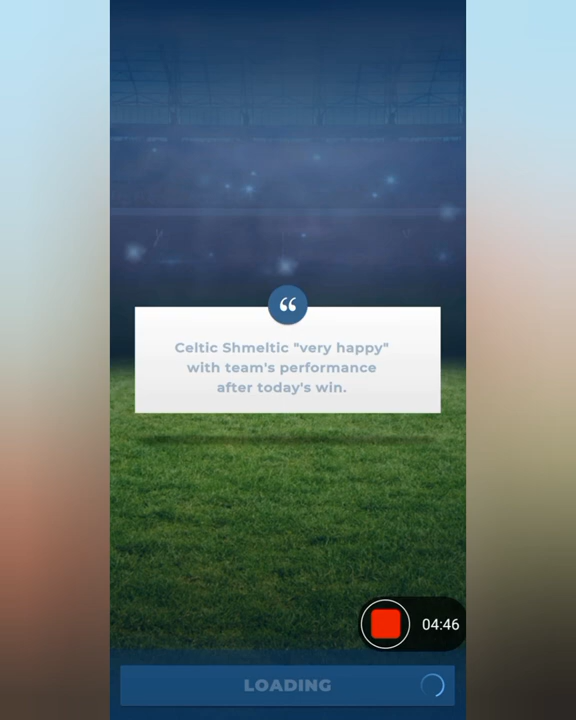 “
Celtic Shmeltic "very happy"
with team's performance
after today's win.
04:46
LOADING